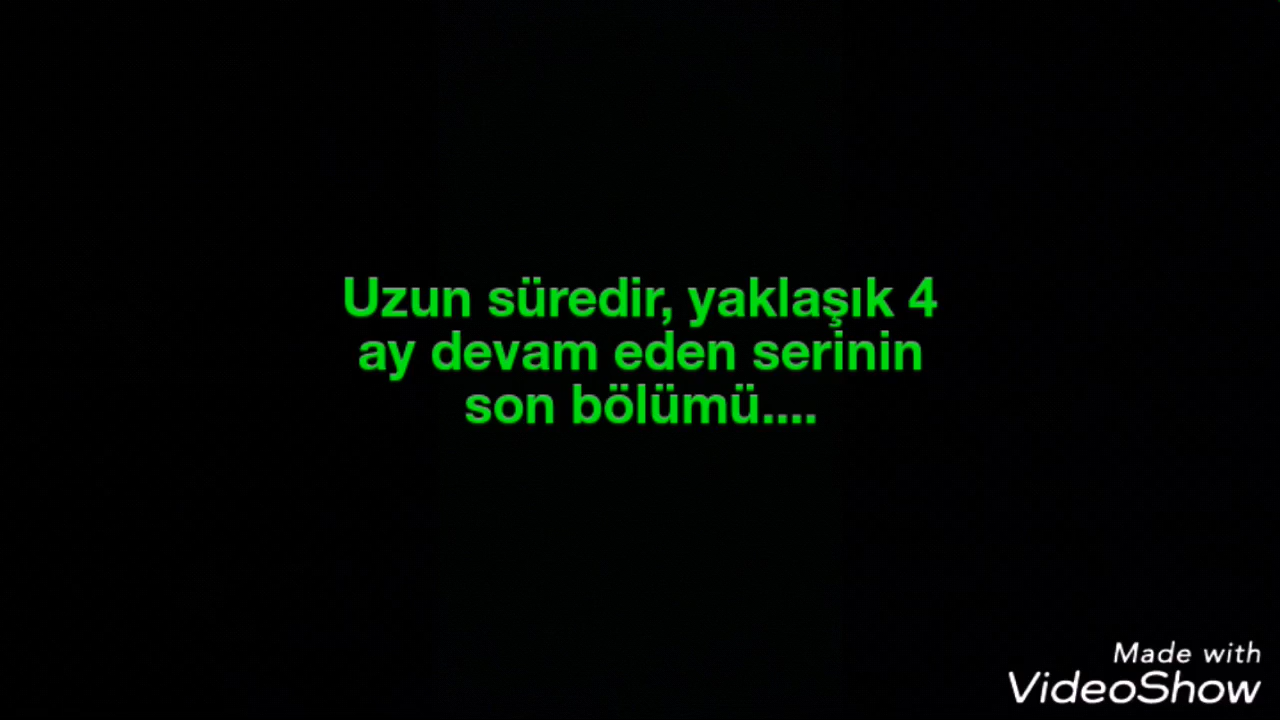 Uzun süredir, yaklaşık 4
ay devam eden serinin
son bölümü....
Made with
VideoShow